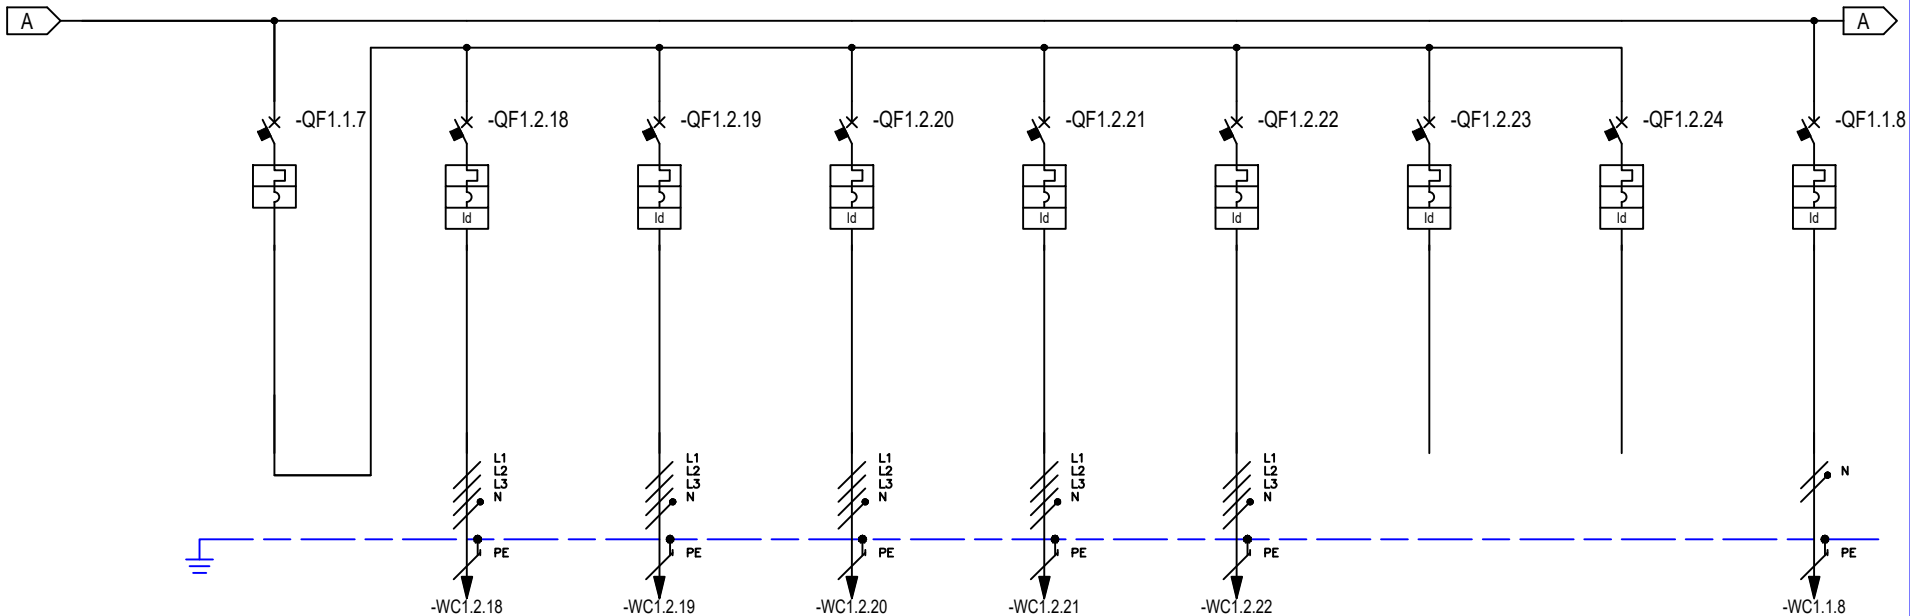 A A
-QF1.1.7 -QF1.2.18 -QF1.2.19 -QF1.2.20 -QF1.2.21 -QF1.2.22 -QF1.2.23 -QF1.2.24 -QF1.1.8
Id Id Id Id Id Id Id Id
L1 L1 L1 L1 L1
L2 L2 L2 L2 L2 N
L3 L3 L3 L3 L3
N N N N N
PE PE PE PE PE PE
-WC1.2.18 -WC1.2.19 -WC1.2.20 -WC1.2.21 -WC1.2.22 -WC1.1.8